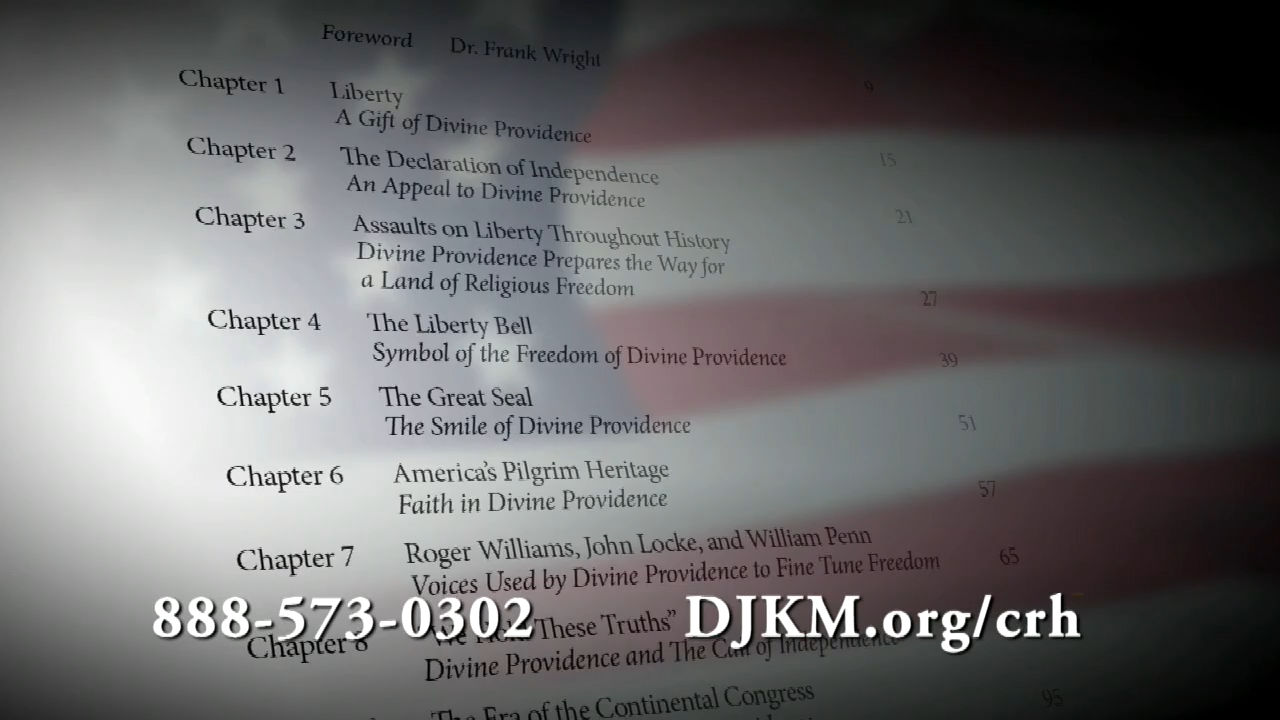 Foreword Dr. Frank Wright
9
Chapter 1 Liberty
A Gift of Divine Providence
15
Chapter 2 The Declaration of Independence
An Appeal to Divine Providence
21
Chapter 3 Assaults on Liberty Throughout History
Divine Providence Prepares the Way for
a Land of Religious Freedom
27
Chapter 4 The Liberty Bell
Symbol of the Freedom of Divine Providence
39
Chapter 5 The Great Seal
The Smile of Divine Providence
51
Chapter 6 America's Pilgrim Heritage
Faith in Divine Providence
57
Chapter 7 Roger Williams, John Locke, and William Penn
Voices Used by Divine Providence to Fine Tune Freedom
65
888-573-0302 DJKM.org/crh
Chapter 8 These Truths”
Divine Providence and The Call of Independence
The Era of the Continental Congress
95